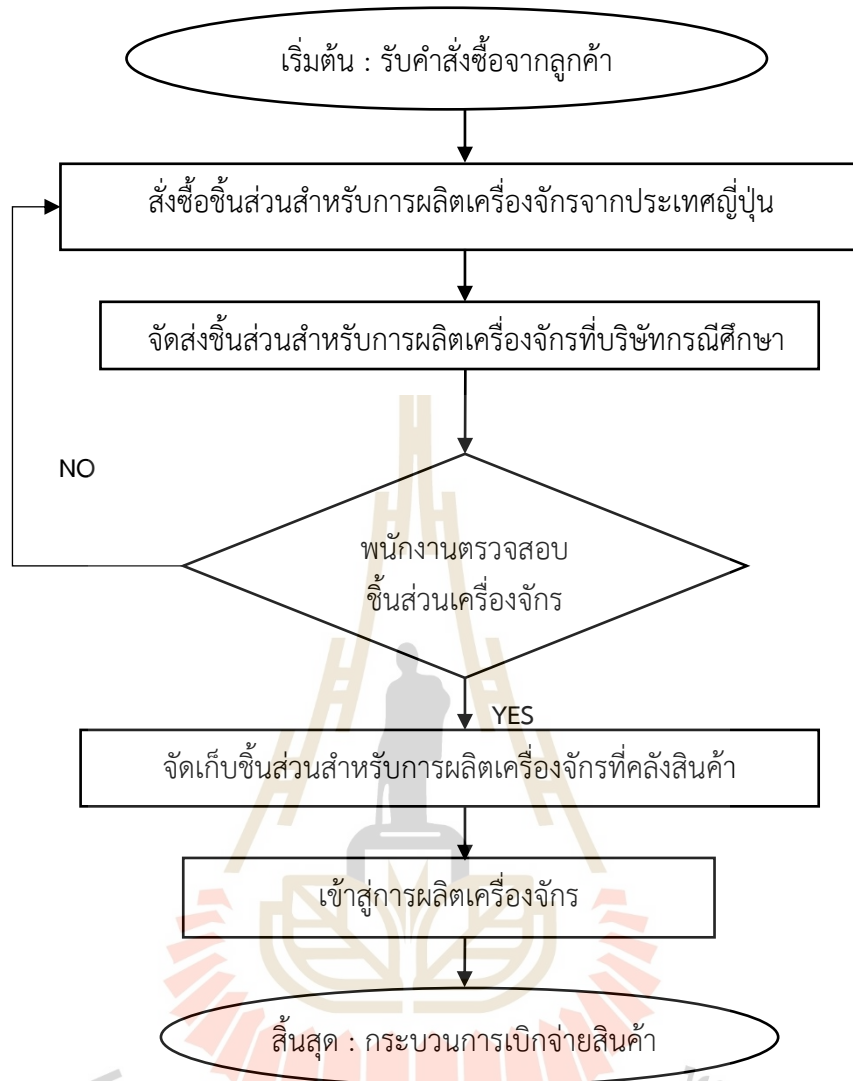 เริ่มต้น : รับคำสั่งซื้อจากลูกค้า
สั่งซื้อชิ้นส่วนสำหรับการผลิตเครื่องจักรจากประเทศญี่ปุ่น
จัดส่งชิ้นส่วนสำหรับการผลิตเครื่องจักรที่บริษัทกรณีศึกษา
NO
พนักงานตรวจสอบ
ชิ้นส่วนเครื่องจักร
YES
จัดเก็บชิ้นส่วนสำหรับการผลิตเครื่องจักรที่คลังสินค้า
เข้าสู่การผลิตเครื่องจักร
สิ้นสุด : กระบวนการเบิกจ่ายสินค้า